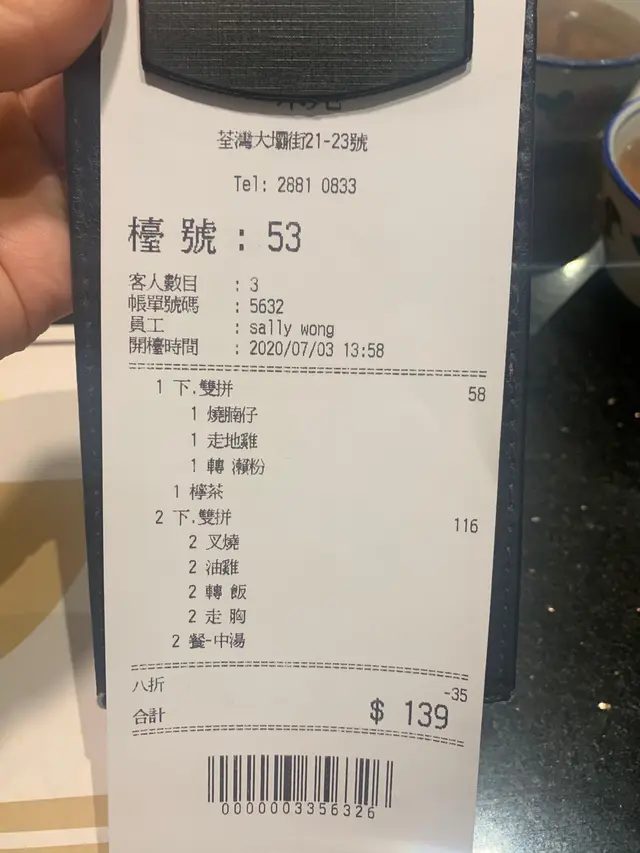 荃灣大壩街21-23號
Tel: 2881 0833
檯 號 : 53
客人數目 : 3
帳單號碼 : 5632
員工 : sally wong
開檯時間 : 2020/07/03 13:58
1 下.雙拼 58
1 燒腩仔
1 走地雞
1 轉 瀨粉
1 檸茶
2 下.雙拼 116
2 叉燒
2 油雞
2 轉 飯
2 走 胸
2 餐-中湯
八折 -35
合計 $ 139
0000003356326